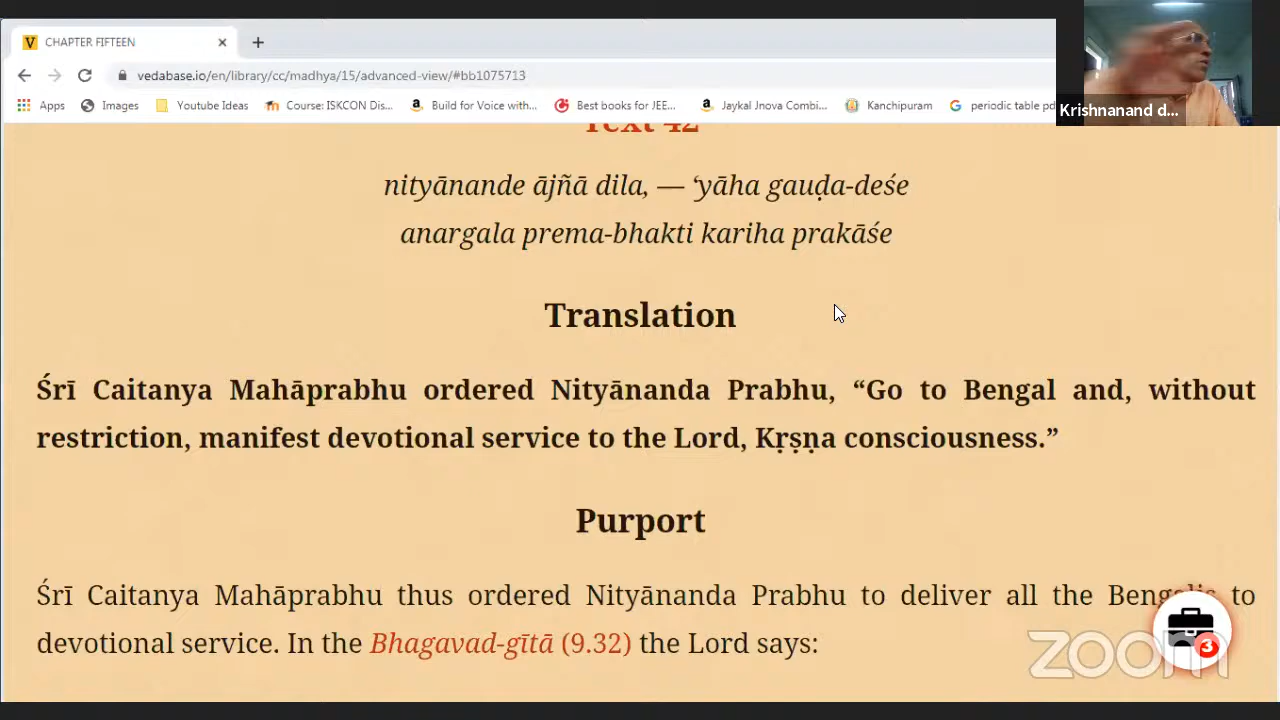 CHAPTER FIFTEEN
vedabase.io/en/library/cc/madhya/15/advanced-view/#bb1075713
Apps Images Youtube Ideas Course: ISKCON Dis... Build for Voice with... Best books for JEE... Jaykal Jnova Combi... Kanchipuram periodic table pd
Krishnanand d...
Text 42
nityānande ājñā dila, — ‘yāha gauḍa-deśe
anargala prema-bhakti kariha prakāśe
Translation
Śrī Caitanya Mahāprabhu ordered Nityānanda Prabhu, “Go to Bengal and, without
restriction, manifest devotional service to the Lord, Kṛṣṇa consciousness.”
Purport
Śrī Caitanya Mahāprabhu thus ordered Nityānanda Prabhu to deliver all the Bengalis to
devotional service. In the Bhagavad-gītā (9.32) the Lord says:
3
zoom